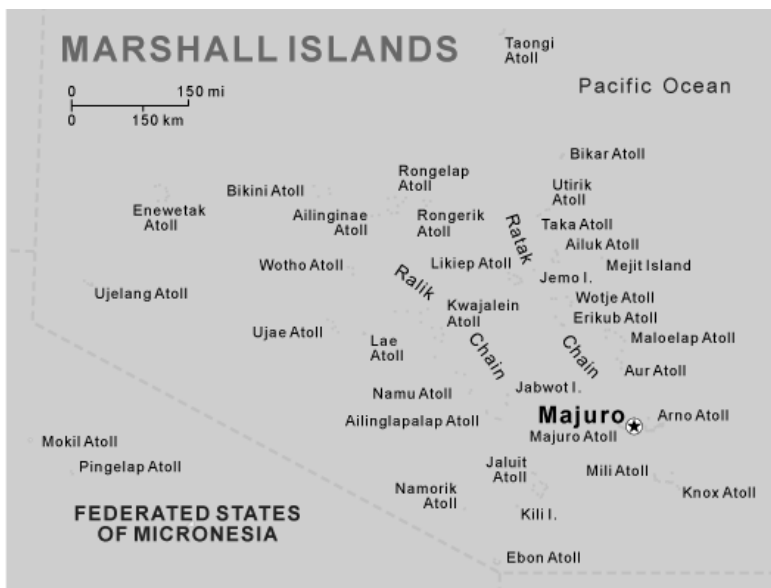 MARSHALL ISLANDS
Taongi
Atoll
Pacific Ocean
0 150 mi
0 150 km
Bikar Atoll
Rongelap
Atoll
Utirik
Atoll
Bikini Atoll
Enewetak
Atoll
Ailinginae
Atoll
Rongerik
Atoll
Ratak
Taka Atoll
Ailuk Atoll
Wotho Atoll
Likiep Atoll
Mejit Island
Ralik
Jemo I.
Ujelang Atoll
Wotje Atoll
Kwajalein
Atoll
Erikub Atoll
Ujae Atoll
Maloelap Atoll
Lae
Atoll
Chain
Chain
Aur Atoll
Namu Atoll
Jabwot I.
Majuro
Arno Atoll
Ailinglapalap Atoll
Majuro Atoll
Mokil Atoll
Pingelap Atoll
Jaluit
Atoll
Mili Atoll
Namorik
Atoll
Knox Atoll
FEDERATED STATES
OF MICRONESIA
Kili I.
Ebon Atoll